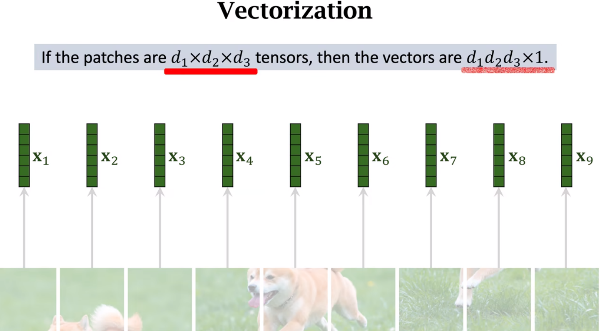 Vectorization
If the patches are d₁×d₂×d₃ tensors, then the vectors are d₁d₂d₃×1.
x₁ x₂ x₃ x₄ x₅ x₆ x₇ x₈ x₉